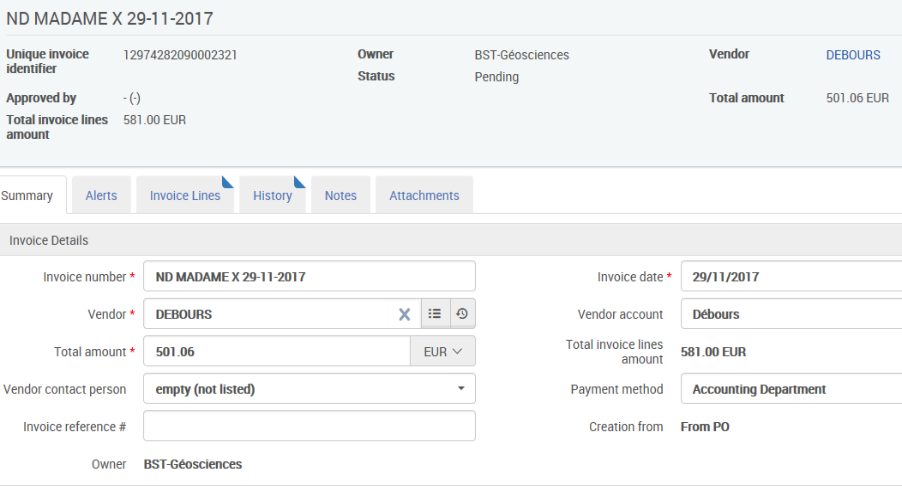 ND MADAME X 29-11-2017
Unique invoice identifier 12974282090002321 Owner BST-Géosciences Vendor DEBOURS
Status Pending
Approved by - (-) Total amount 501.06 EUR
Total invoice lines amount 581.00 EUR
Summary Alerts Invoice Lines History Notes Attachments
Invoice Details
Invoice number * ND MADAME X 29-11-2017 Invoice date * 29/11/2017
Vendor * DEBOURS Vendor account Débours
Total amount * 501.06 EUR Total invoice lines amount 581.00 EUR
Vendor contact person empty (not listed) Payment method Accounting Department
Invoice reference # Creation from From PO
Owner BST-Géosciences